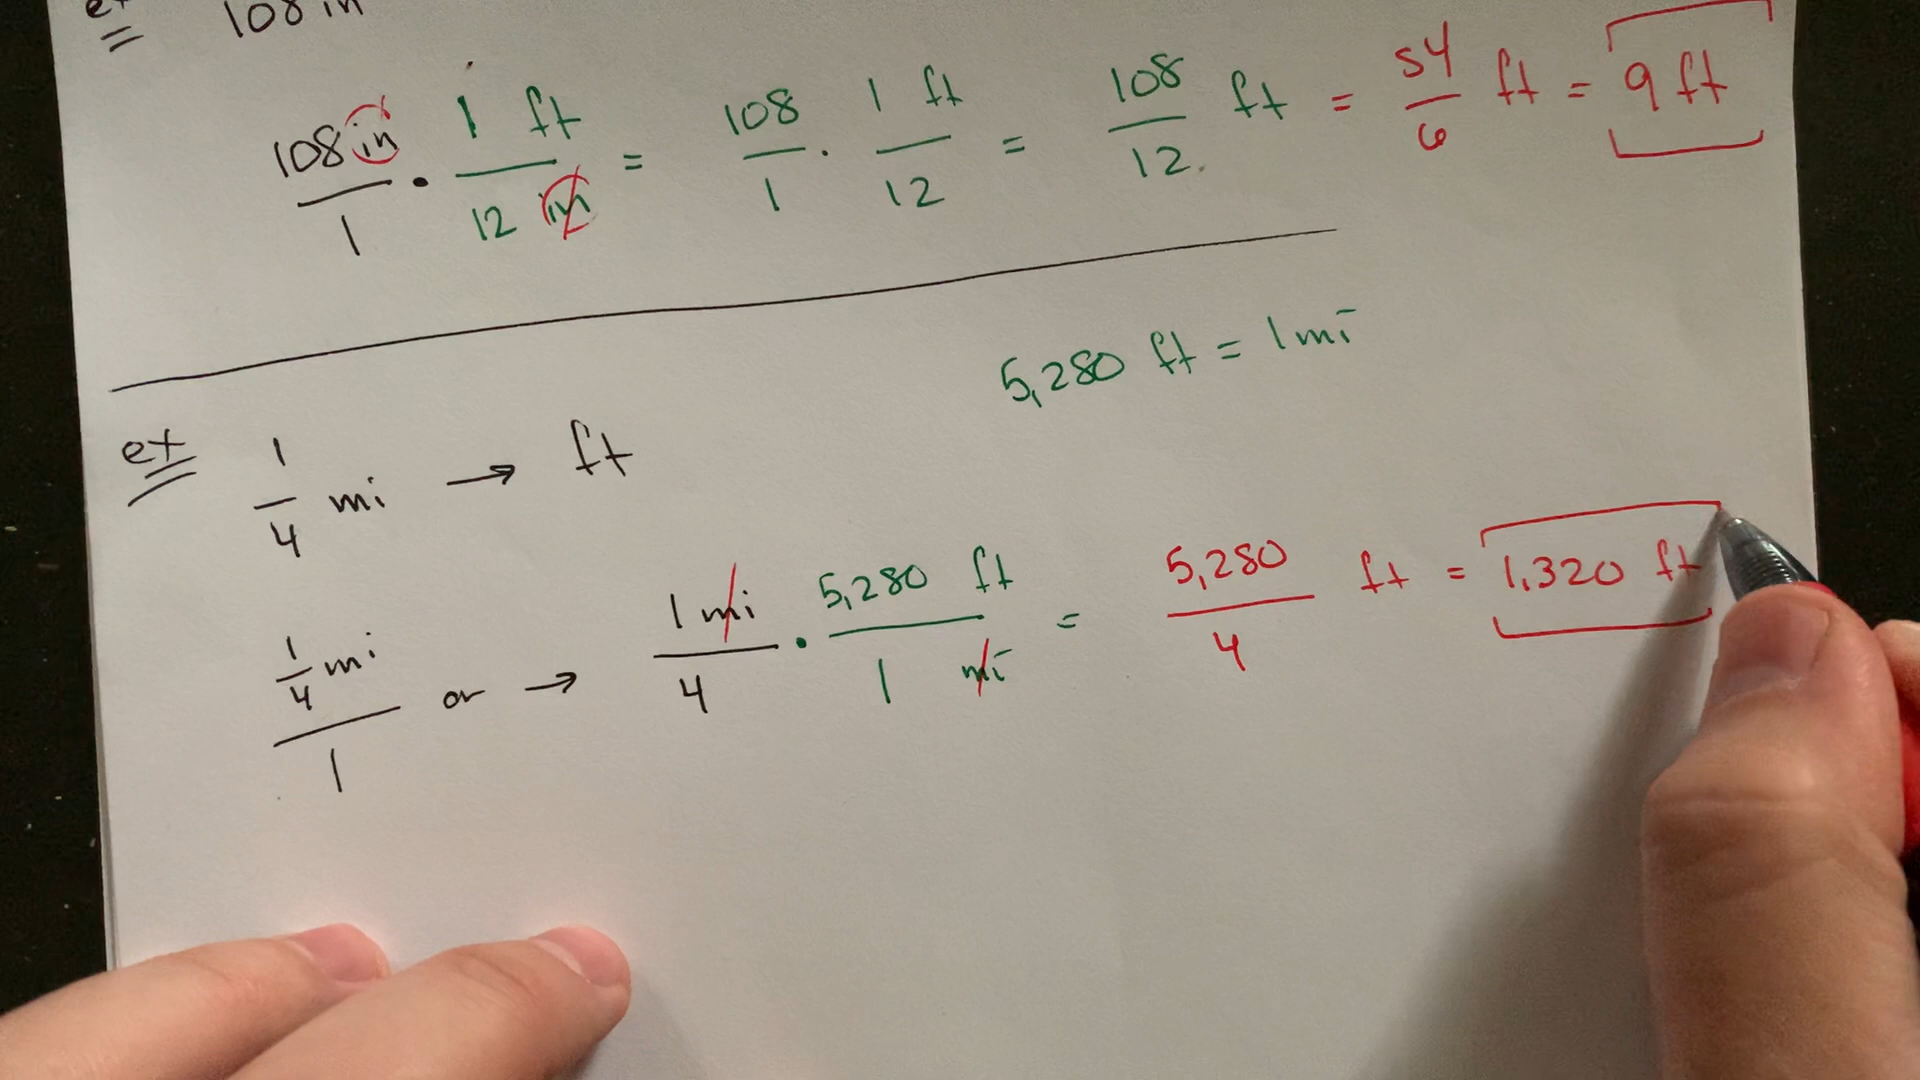 ex 108 in
108 in/1 · 1 ft/12 in = 108/1 · 1 ft/12 = 108/12 ft = 54/6 ft = 9 ft
5,280 ft = 1 mi
ex 1/4 mi → ft
1/4 mi/1 or → 1 mi/4 · 5,280 ft/1 mi = 5,280/4 ft = 1,320 ft